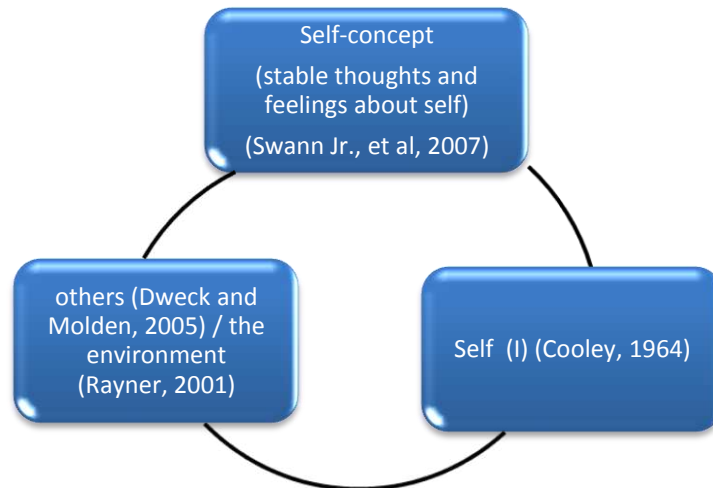 Self-concept
(stable thoughts and
feelings about self)
(Swann Jr., et al, 2007)
others (Dweck and
Molden, 2005) / the
environment
(Rayner, 2001)
Self (I) (Cooley, 1964)